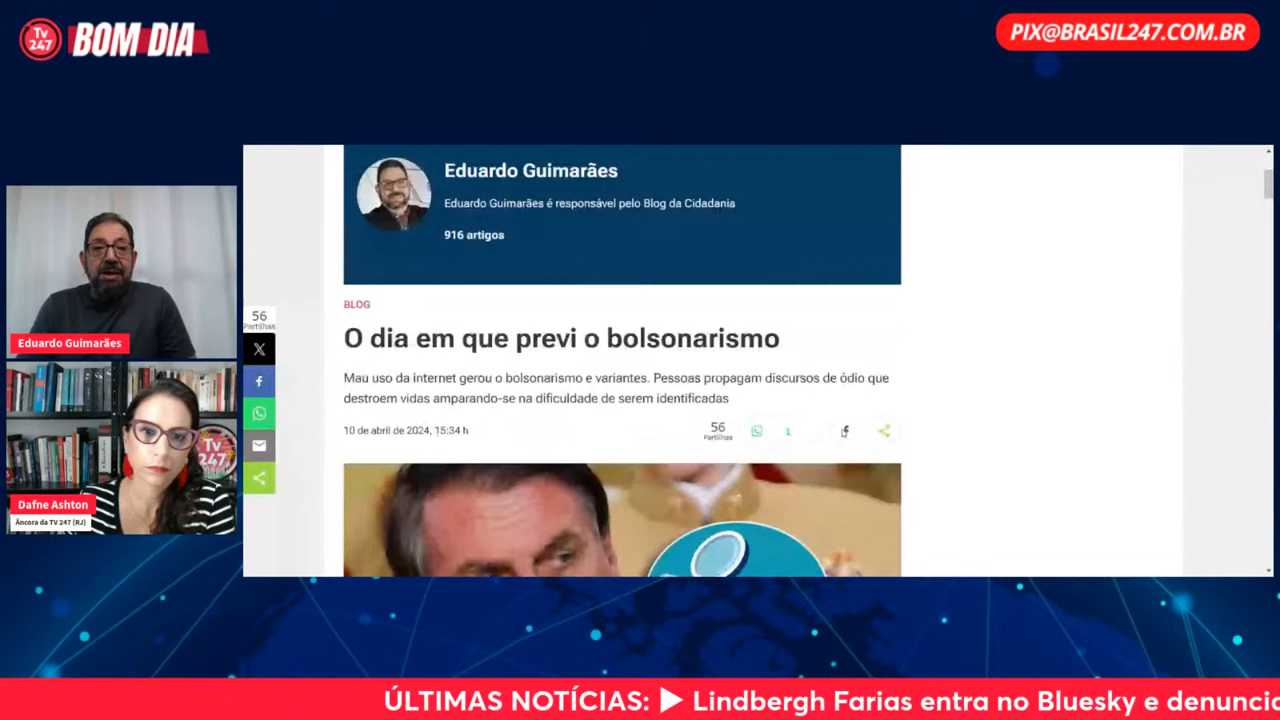 Tv
247
BOM DIA
PIX@BRASIL247.COM.BR
Eduardo Guimarães
Eduardo Guimarães é responsável pelo Blog da Cidadania
916 artigos
BLOG
O dia em que previ o bolsonarismo
Mau uso da internet gerou o bolsonarismo e variantes. Pessoas propagam discursos de ódio que
destroem vidas amparando-se na dificuldade de serem identificadas
10 de abril de 2024, 15:34 h
56
Partilhas
1
56
Partilhas
Eduardo Guimarães
Tv
247
Dafne Ashton
Âncora da TV 247 (RJ)
ÚLTIMAS NOTÍCIAS: ▶ Lindbergh Farias entra no Bluesky e denuncia